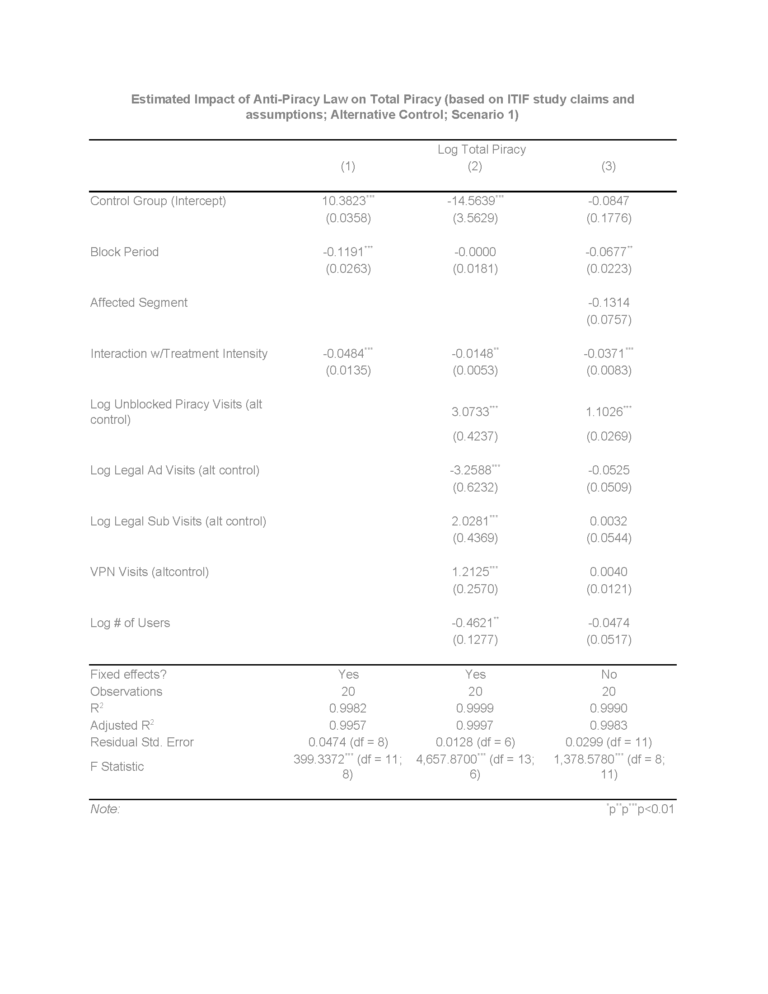 Estimated Impact of Anti-Piracy Law on Total Piracy (based on ITIF study claims and
assumptions; Alternative Control; Scenario 1)
Log Total Piracy
(1) (2) (3)
Control Group (Intercept) 10.3823*** -14.5639*** -0.0847
(0.0358) (3.5629) (0.1776)
Block Period -0.1191*** -0.0000 -0.0677**
(0.0263) (0.0181) (0.0223)
Affected Segment -0.1314
(0.0757)
Interaction w/Treatment Intensity -0.0484*** -0.0148** -0.0371***
(0.0135) (0.0053) (0.0083)
Log Unblocked Piracy Visits (alt
control) 3.0733*** 1.1026***
(0.4237) (0.0269)
Log Legal Ad Visits (alt control) -3.2588*** -0.0525
(0.6232) (0.0509)
Log Legal Sub Visits (alt control) 2.0281*** 0.0032
(0.4369) (0.0544)
VPN Visits (altcontrol) 1.2125*** 0.0040
(0.2570) (0.0121)
Log # of Users -0.4621** -0.0474
(0.1277) (0.0517)
Fixed effects? Yes Yes No
Observations 20 20 20
R² 0.9982 0.9999 0.9990
Adjusted R² 0.9957 0.9997 0.9983
Residual Std. Error 0.0474 (df = 8) 0.0128 (df = 6) 0.0299 (df = 11)
F Statistic 399.3372*** (df = 11; 4,657.8700*** (df = 13; 1,378.5780*** (df = 8;
8) 6) 11)
Note: *p**p***p<0.01